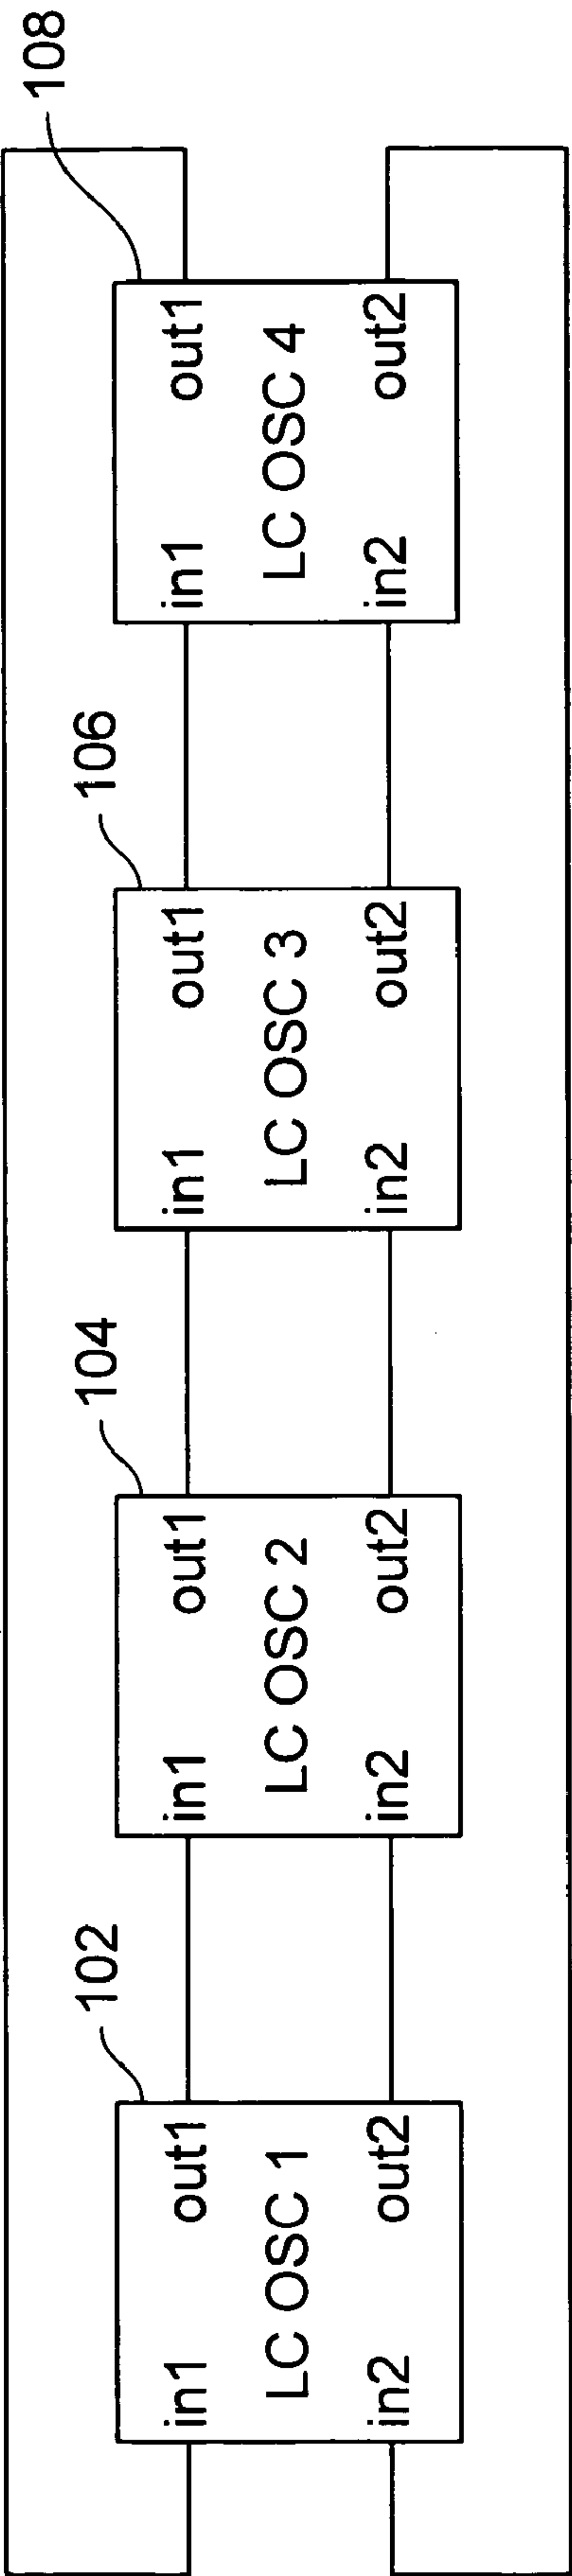 102
in1 out1
LC OSC 1
in2 out2
104
in1 out1
LC OSC 2
in2 out2
106
in1 out1
LC OSC 3
in2 out2
108
in1 out1
LC OSC 4
in2 out2